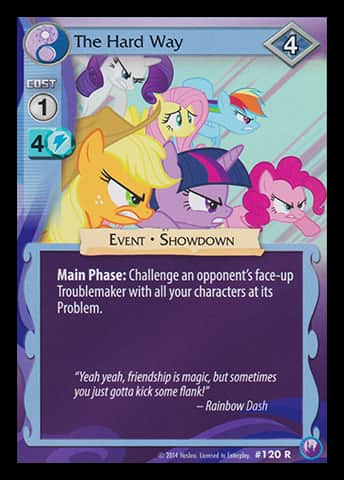 The Hard Way
4
COST
1
4
EVENT • SHOWDOWN
Main Phase: Challenge an opponent's face-up
Troublemaker with all your characters at its
Problem.
"Yeah yeah, friendship is magic, but sometimes
you just gotta kick some flank!"
– Rainbow Dash
© 2014 Hasbro. Licensed to Enterplay. #120 R